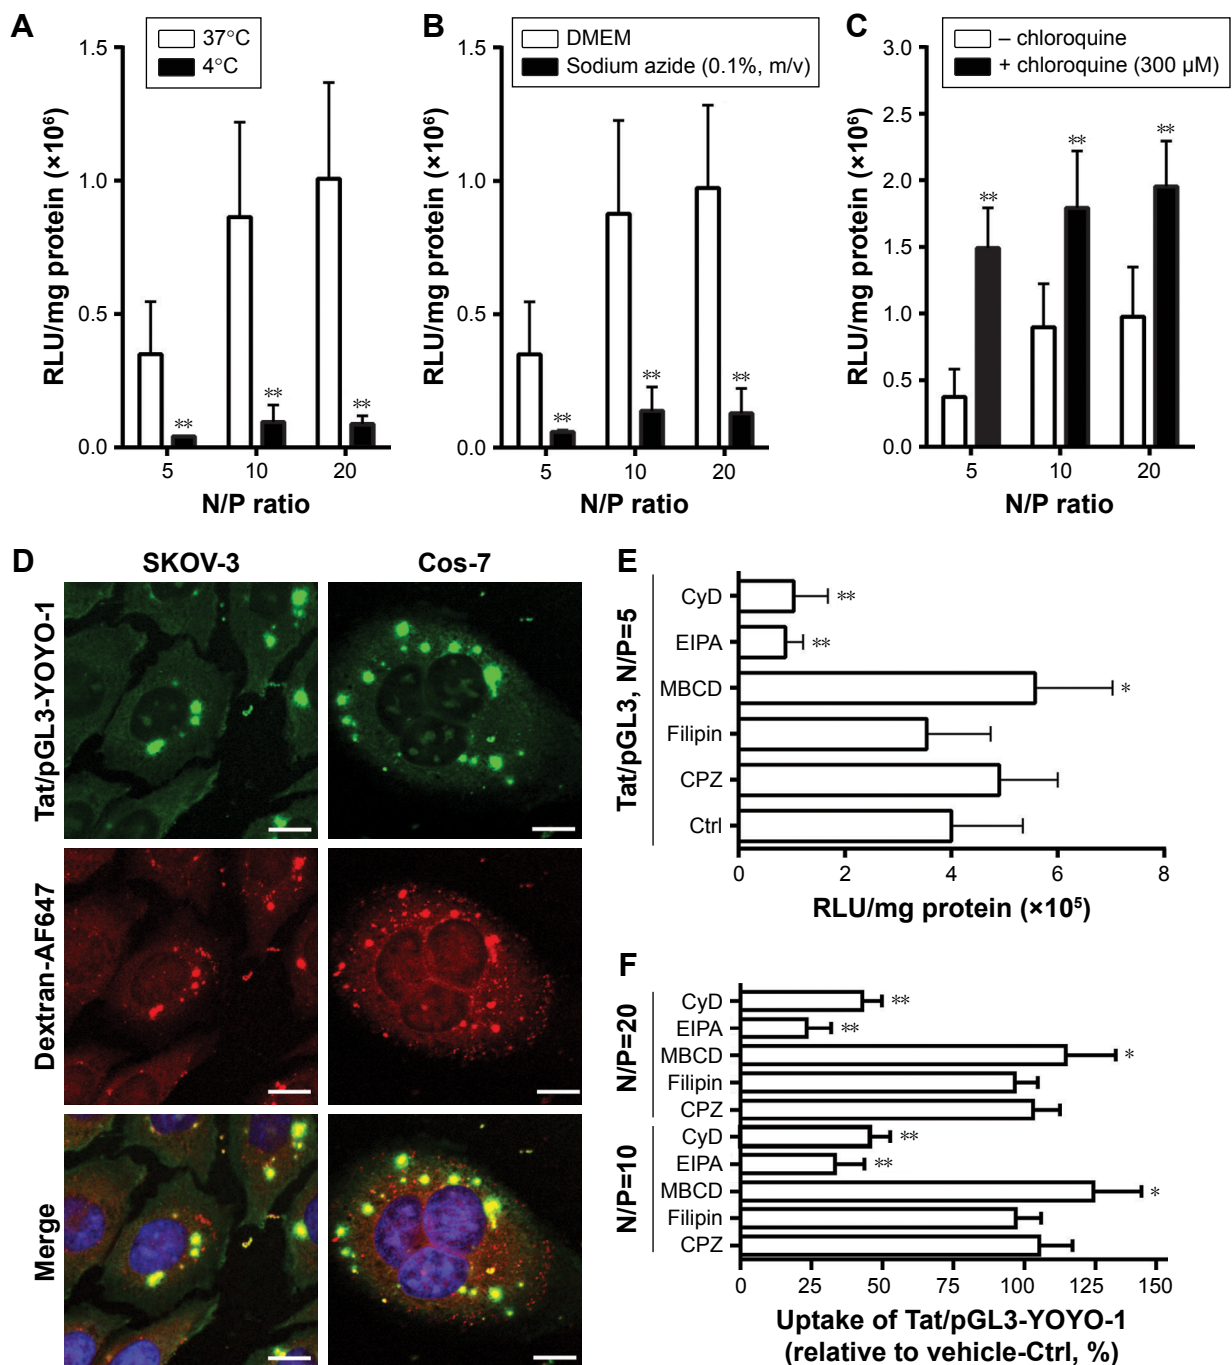 A
37°C
4°C
RLU/mg protein (×10⁶)
1.5
1.0
0.5
0.0
**
**
**
5
10
20
N/P ratio
B
DMEM
Sodium azide (0.1%, m/v)
RLU/mg protein (×10⁶)
1.5
1.0
0.5
0.0
**
**
**
5
10
20
N/P ratio
C
– chloroquine
+ chloroquine (300 µM)
RLU/mg protein (×10⁶)
3.0
2.5
2.0
1.5
1.0
0.5
0.0
**
**
**
5
10
20
N/P ratio
D
SKOV-3
Cos-7
Tat/pGL3-YOYO-1
Dextran-AF647
Merge
E
Tat/pGL3, N/P=5
CyD
**
EIPA
**
MBCD
*
Filipin
CPZ
Ctrl
0
2
4
6
8
RLU/mg protein (×10⁵)
F
N/P=20
CyD
**
EIPA
**
MBCD
*
Filipin
CPZ
N/P=10
CyD
**
EIPA
**
MBCD
*
Filipin
CPZ
0
25
50
75
100
125
150
Uptake of Tat/pGL3-YOYO-1
(relative to vehicle-Ctrl, %)